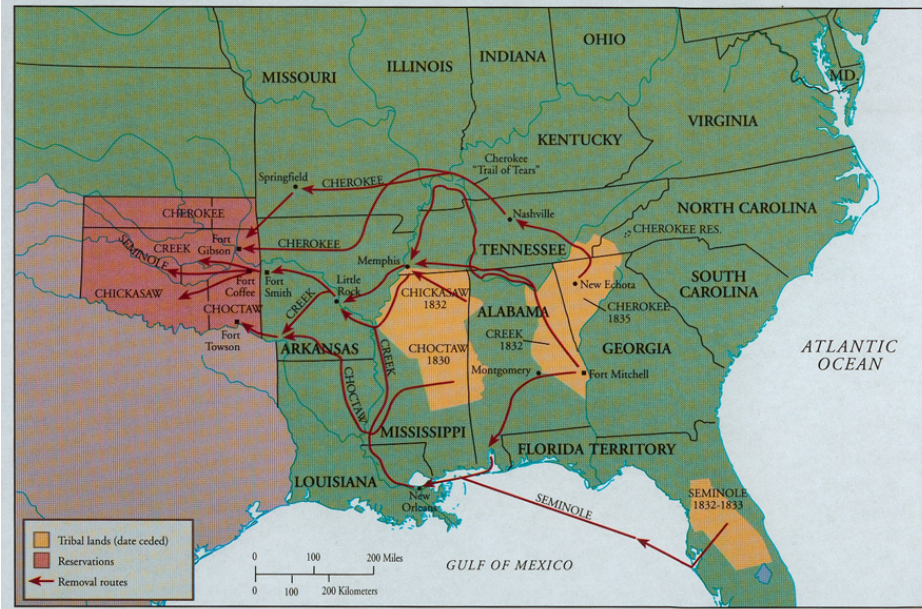 OHIO
INDIANA
ILLINOIS
MISSOURI
MD.
VIRGINIA
KENTUCKY
Cherokee
"Trail of Tears"
Springfield
CHEROKEE
NORTH CAROLINA
CHEROKEE
Nashville
CHEROKEE RES.
Fort
Gibson
CREEK
SEMINOLE
CHEROKEE
TENNESSEE
Memphis
SOUTH
CAROLINA
Fort
Coffee
Fort
Smith
Little
Rock
New Echota
CHICKASAW
CHICKASAW
1832
CHEROKEE
1835
CHOCTAW
CREEK
ALABAMA
CREEK
1832
Fort
Towson
ARKANSAS
CHOCTAW
1830
GEORGIA
ATLANTIC
OCEAN
CREEK
CHOCTAW
Montgomery
Fort Mitchell
MISSISSIPPI
FLORIDA TERRITORY
LOUISIANA
New
Orleans
SEMINOLE
SEMINOLE
1832-1833
Tribal lands (date ceded)
Reservations
Removal routes
0 100 200 Miles
0 100 200 Kilometers
GULF OF MEXICO